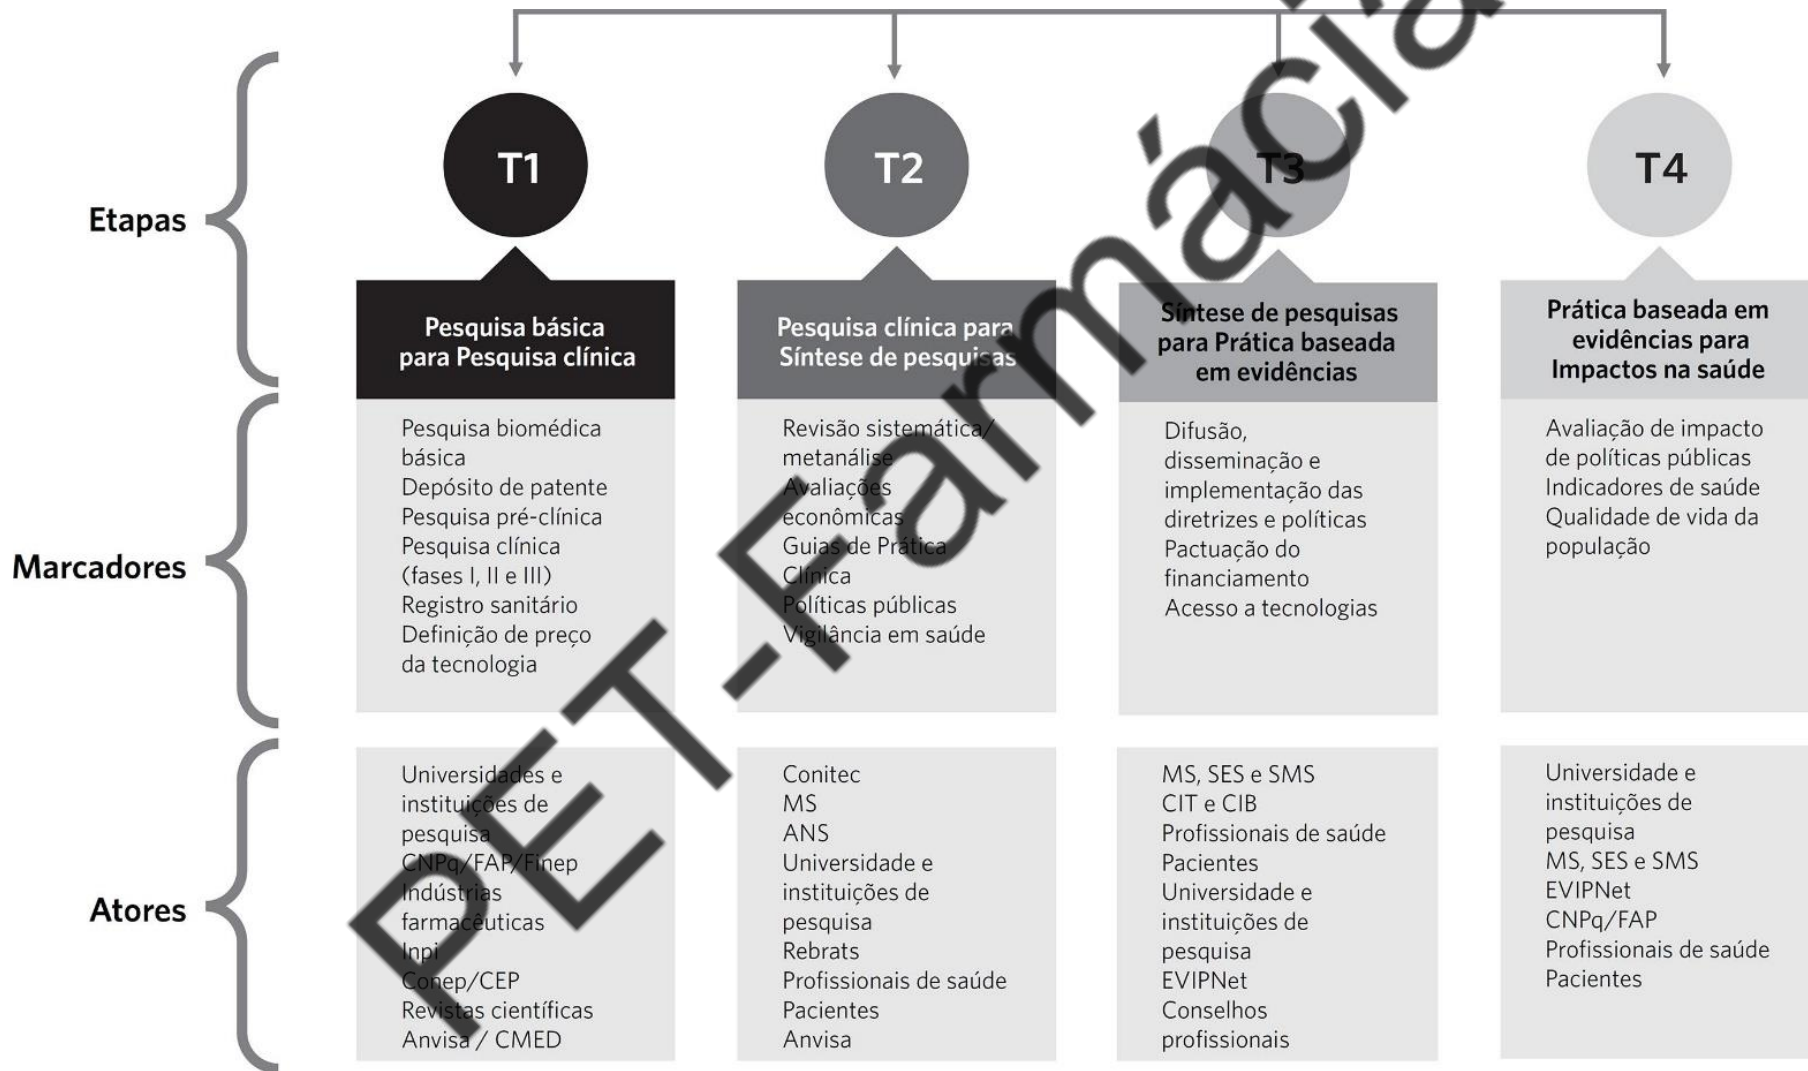 T1
T2
T3
T4
Etapas
Pesquisa básica
para Pesquisa clínica
Pesquisa clínica para
Síntese de pesquisas
Síntese de pesquisas
para Prática baseada
em evidências
Prática baseada em
evidências para
Impactos na saúde
Marcadores
Pesquisa biomédica
básica
Depósito de patente
Pesquisa pré-clínica
Pesquisa clínica
(fases I, II e III)
Registro sanitário
Definição de preço
da tecnologia
Revisão sistemática/
metanálise
Avaliações
econômicas
Guias de Prática
Clínica
Políticas públicas
Vigilância em saúde
Difusão,
disseminação e
implementação das
diretrizes e políticas
Pactuação do
financiamento
Acesso a tecnologias
Avaliação de impacto
de políticas públicas
Indicadores de saúde
Qualidade de vida da
população
Atores
Universidades e
instituições de
pesquisa
CNPq/FAP/Finep
Indústrias
farmacêuticas
Inpi
Conep/CEP
Revistas científicas
Anvisa / CMED
Conitec
MS
ANS
Universidade e
instituições de
pesquisa
Rebrats
Profissionais de saúde
Pacientes
Anvisa
MS, SES e SMS
CIT e CIB
Profissionais de saúde
Pacientes
Universidade e
instituições de
pesquisa
EVIPNet
Conselhos
profissionais
Universidade e
instituições de
pesquisa
MS, SES e SMS
EVIPNet
CNPq/FAP
Profissionais de saúde
Pacientes
PET-Farmácia